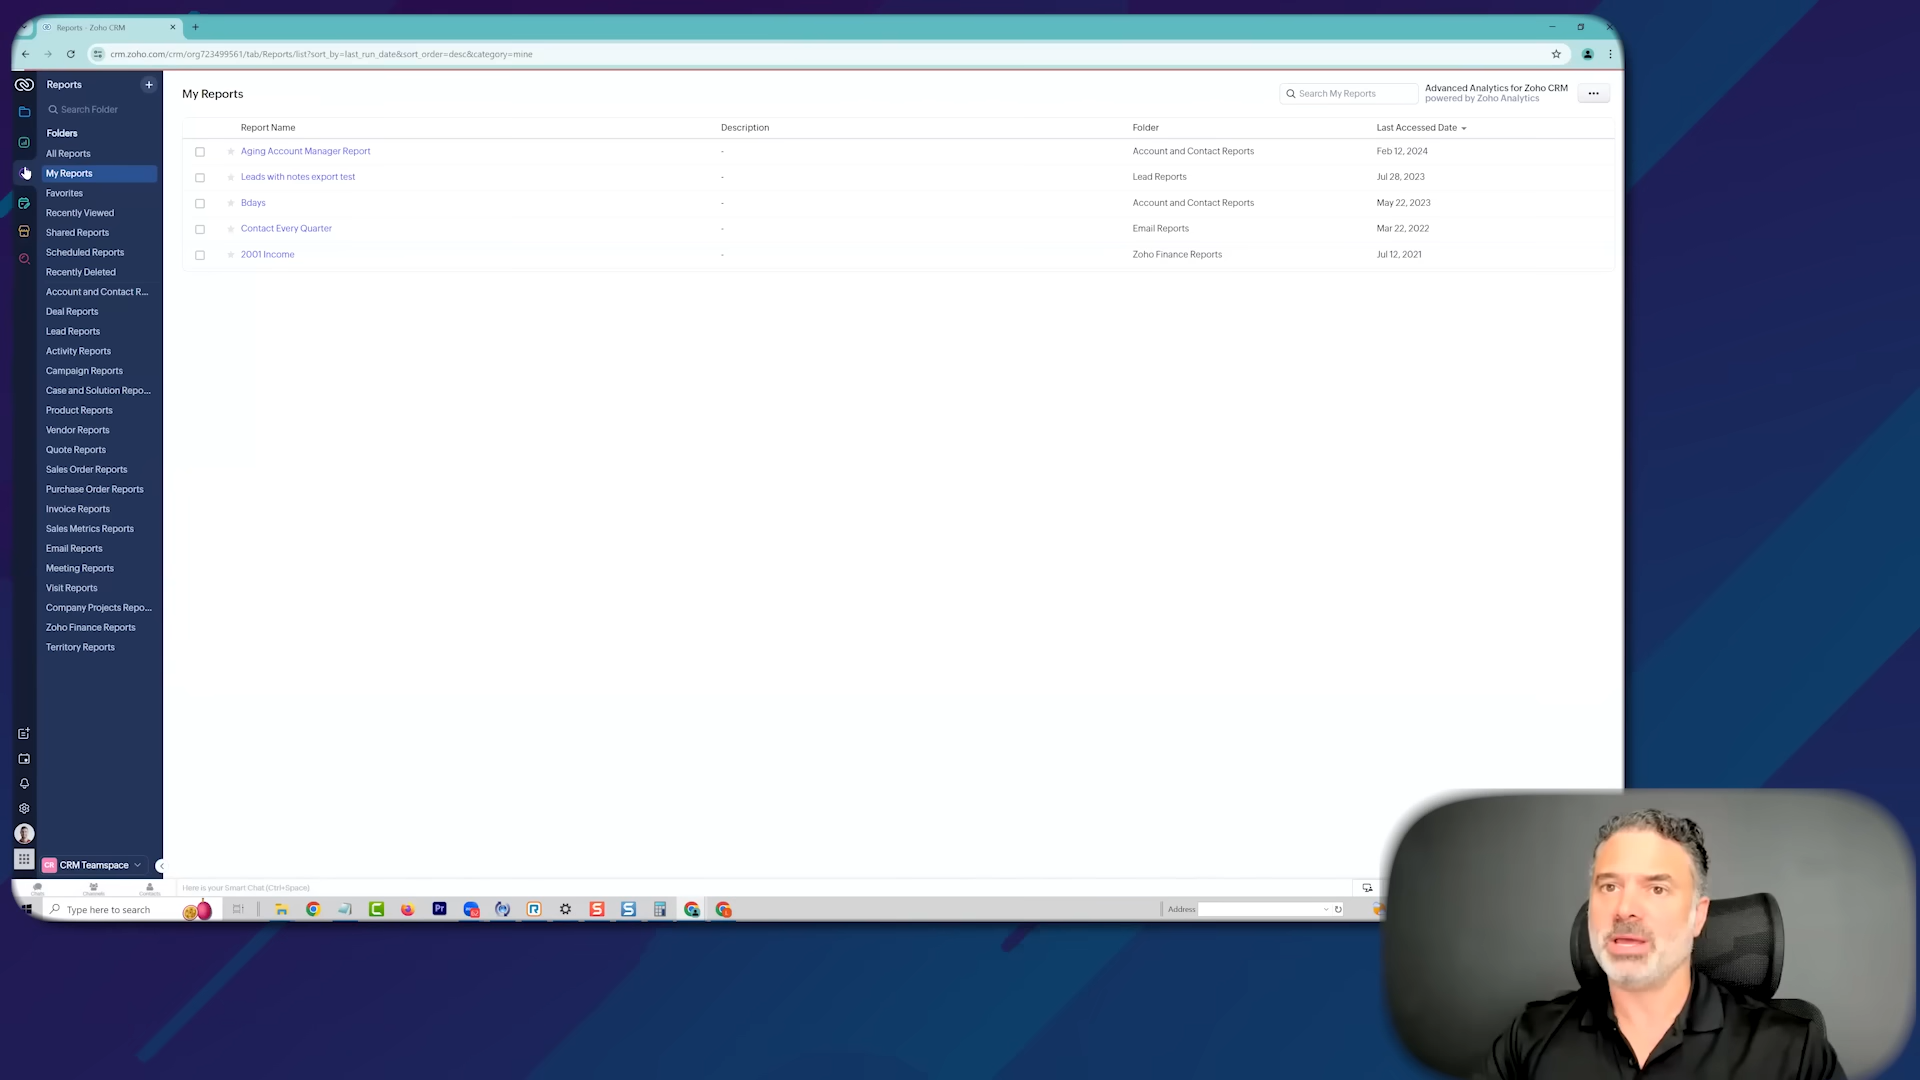 Reports - Zoho CRM
crm.zoho.com/crm/org723499561/tab/Reports/list?sort_by=last_run_date&sort_order=desc&category=mine
Reports
Search Folder
Folders
All Reports
My Reports
Favorites
Recently Viewed
Shared Reports
Scheduled Reports
Recently Deleted
Account and Contact R...
Deal Reports
Lead Reports
Activity Reports
Campaign Reports
Case and Solution Repo...
Product Reports
Vendor Reports
Quote Reports
Sales Order Reports
Purchase Order Reports
Invoice Reports
Sales Metrics Reports
Email Reports
Meeting Reports
Visit Reports
Company Projects Repo...
Zoho Finance Reports
Territory Reports
CR CRM Teamspace
Chats Channels Contacts
My Reports
Search My Reports
Advanced Analytics for Zoho CRM
powered by Zoho Analytics
Report Name Description Folder Last Accessed Date
Aging Account Manager Report - Account and Contact Reports Feb 12, 2024
Leads with notes export test - Lead Reports Jul 28, 2023
Bdays - Account and Contact Reports May 22, 2023
Contact Every Quarter - Email Reports Mar 22, 2022
2001 Income - Zoho Finance Reports Jul 12, 2021
Here is your Smart Chat (Ctrl+Space)
Type here to search
Address